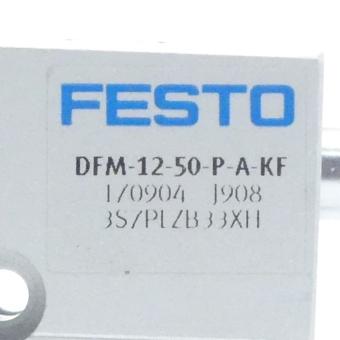 FESTO
DFM-12-50-P-A-KF
170904 J908
3S7PLZB33XH